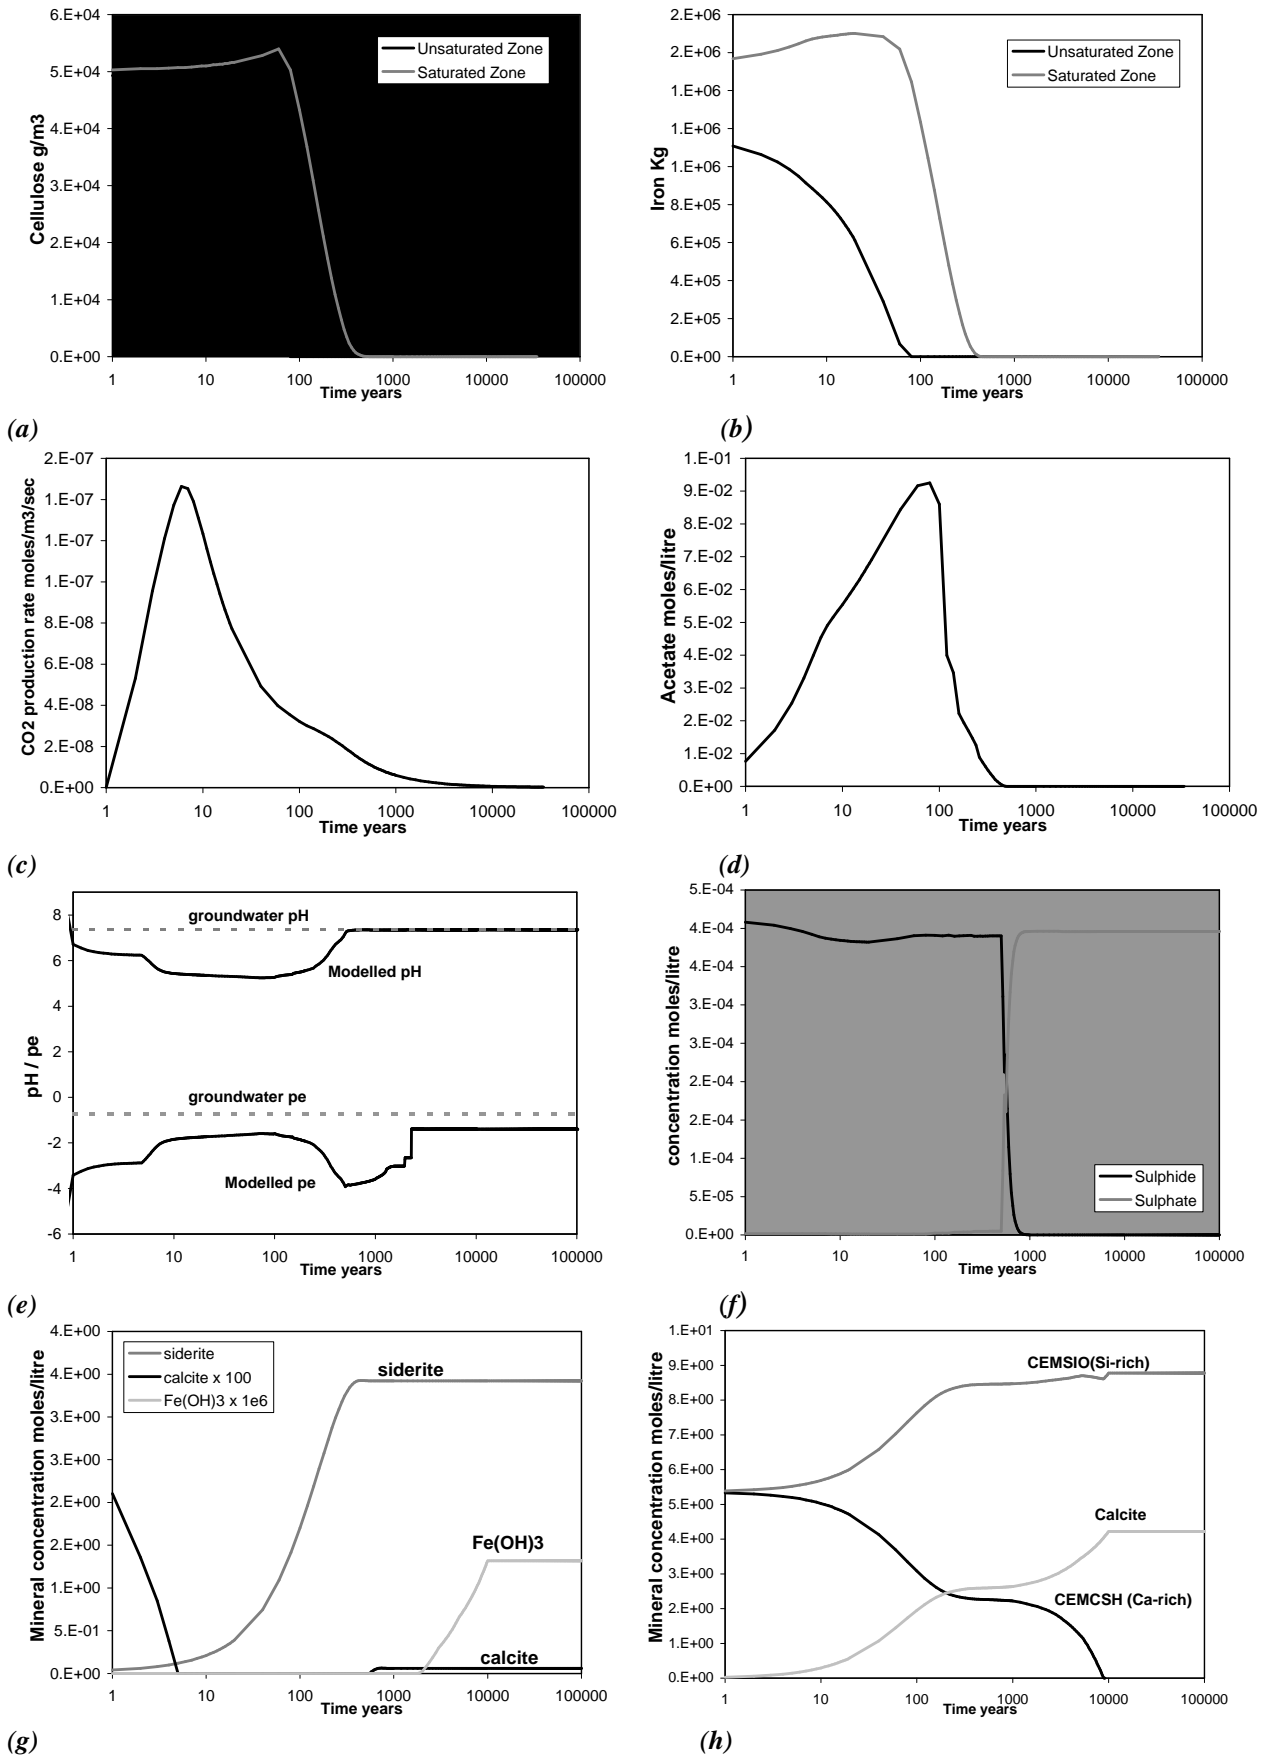 6.E+04
5.E+04
4.E+04
3.E+04
2.E+04
1.E+04
0.E+00
Cellulose g/m3
Unsaturated Zone
Saturated Zone
1 10 100 1000 10000 100000
Time years
(a)
2.E+06
2.E+06
1.E+06
1.E+06
8.E+05
6.E+05
4.E+05
2.E+05
0.E+00
Iron Kg
Unsaturated Zone
Saturated Zone
1 10 100 1000 10000 100000
Time years
(b)
2.E-07
1.E-07
1.E-07
1.E-07
8.E-08
6.E-08
4.E-08
2.E-08
0.E+00
CO2 production rate moles/m3/sec
1 10 100 1000 10000 100000
Time years
(c)
1.E-01
9.E-02
8.E-02
7.E-02
6.E-02
5.E-02
4.E-02
3.E-02
2.E-02
1.E-02
0.E+00
Acetate moles/litre
1 10 100 1000 10000 100000
Time years
(d)
8
6
4
2
0
-2
-4
-6
pH / pe
groundwater pH
Modelled pH
groundwater pe
Modelled pe
1 10 100 1000 10000 100000
Time years
(e)
5.E-04
4.E-04
4.E-04
3.E-04
3.E-04
2.E-04
2.E-04
1.E-04
5.E-05
0.E+00
concentration moles/litre
Sulphide
Sulphate
1 10 100 1000 10000 100000
Time years
(f)
4.E+00
4.E+00
3.E+00
3.E+00
2.E+00
2.E+00
1.E+00
5.E-01
0.E+00
Mineral concentration moles/litre
siderite
calcite x 100
Fe(OH)3 x 1e6
siderite
Fe(OH)3
calcite
1 10 100 1000 10000 100000
Time years
(g)
1.E+01
9.E+00
8.E+00
7.E+00
6.E+00
5.E+00
4.E+00
3.E+00
2.E+00
1.E+00
0.E+00
Mineral concentration moles/litre
CEMSIO(Si-rich)
Calcite
CEMCSH (Ca-rich)
1 10 100 1000 10000 100000
Time years
(h)